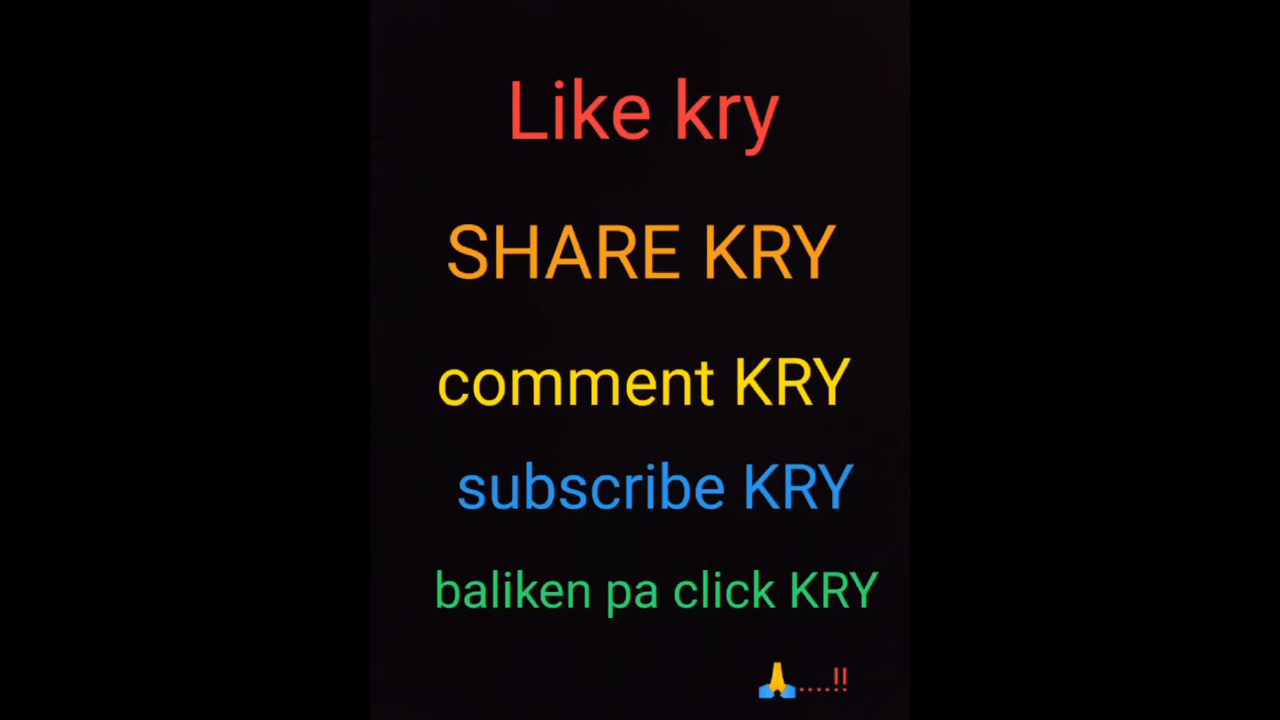 Like kry
SHARE KRY
comment KRY
subscribe KRY
baliken pa click KRY
🙏....!!